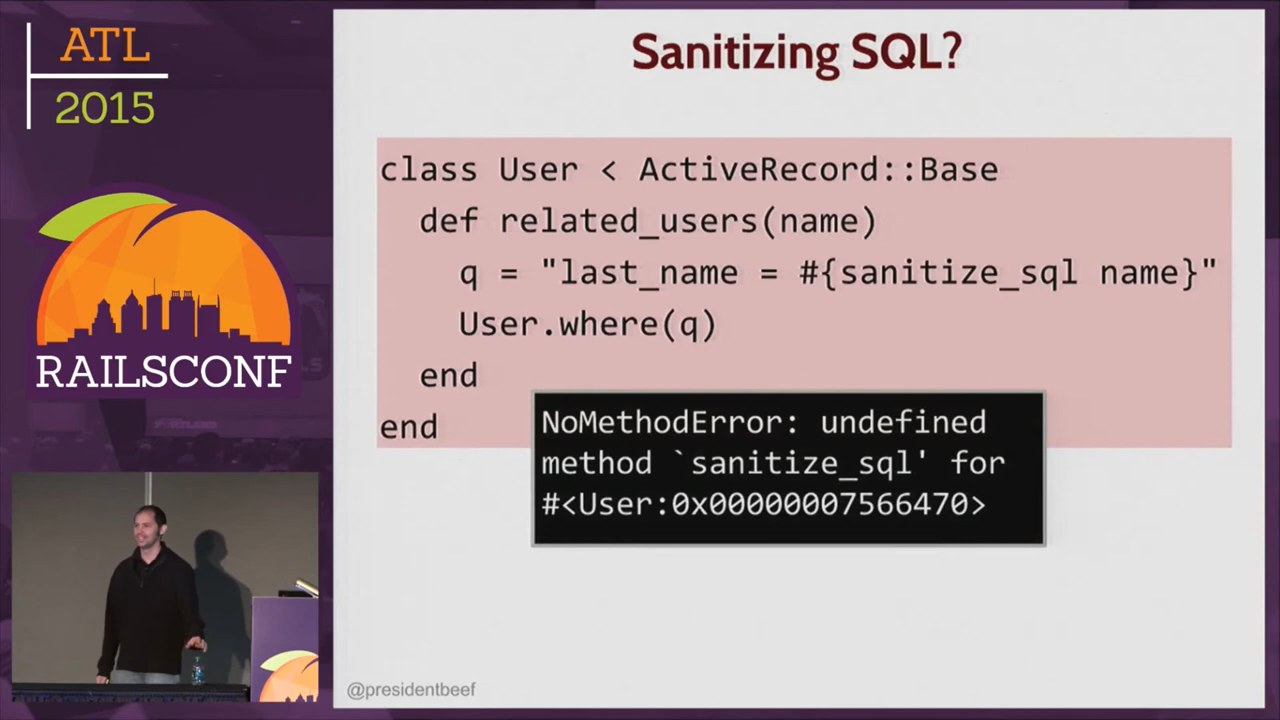 ATL
2015
RAILSCONF
Sanitizing SQL?
class User < ActiveRecord::Base
  def related_users(name)
    q = "last_name = #{sanitize_sql name}"
    User.where(q)
  end
end
NoMethodError: undefined
method `sanitize_sql' for
#<User:0x00000007566470>
@presidentbeef